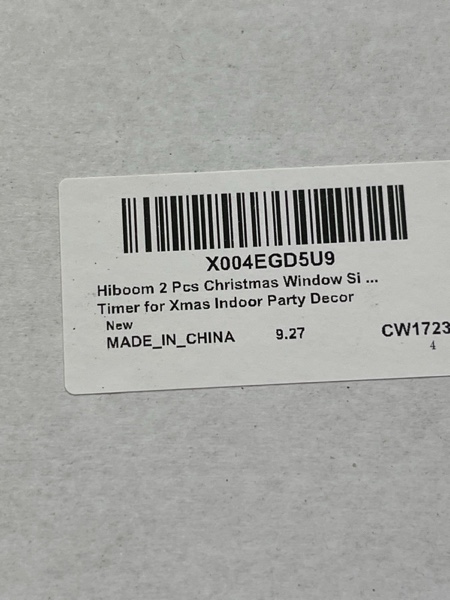 X004EGD5U9
Hiboom 2 Pcs Christmas Window Si ...
Timer for Xmas Indoor Party Decor
New
MADE_IN_CHINA 9.27 CW1723
4